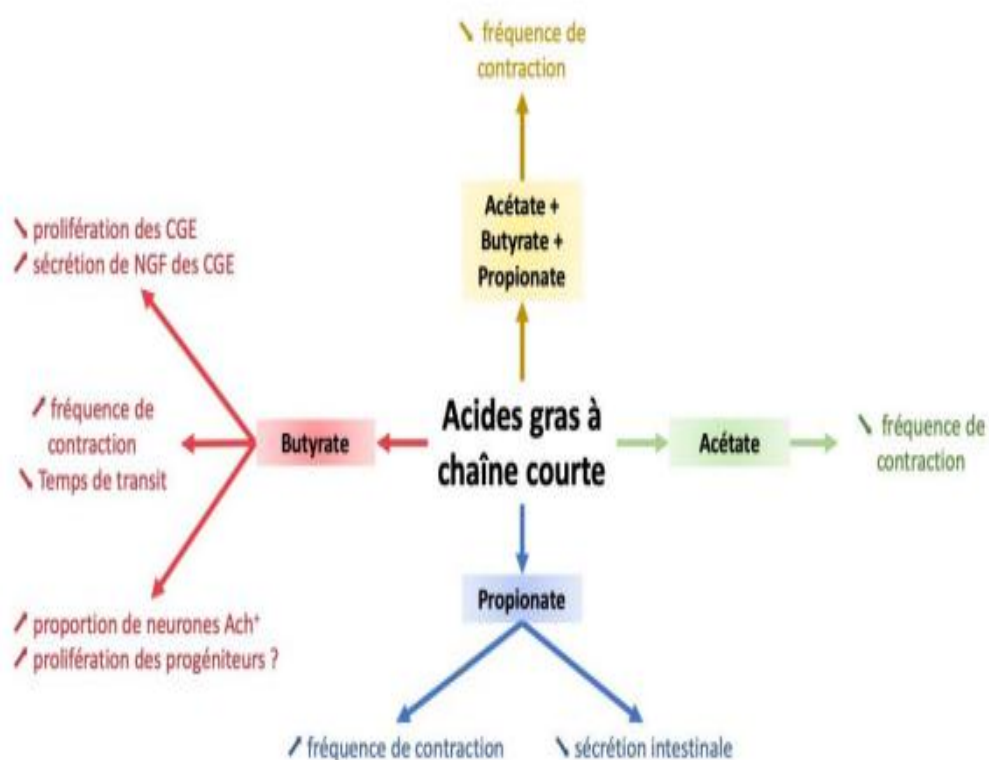 ↘ fréquence de
contraction
Acétate +
Butyrate +
Propionate
↘ prolifération des CGE
↗ sécrétion de NGF des CGE
↗ fréquence de
contraction
↘ Temps de transit
Butyrate
Acides gras à
chaîne courte
Acétate
↘ fréquence de
contraction
Propionate
↗ proportion de neurones Ach⁺
↗ prolifération des progéniteurs ?
↗ fréquence de contraction
↘ sécrétion intestinale